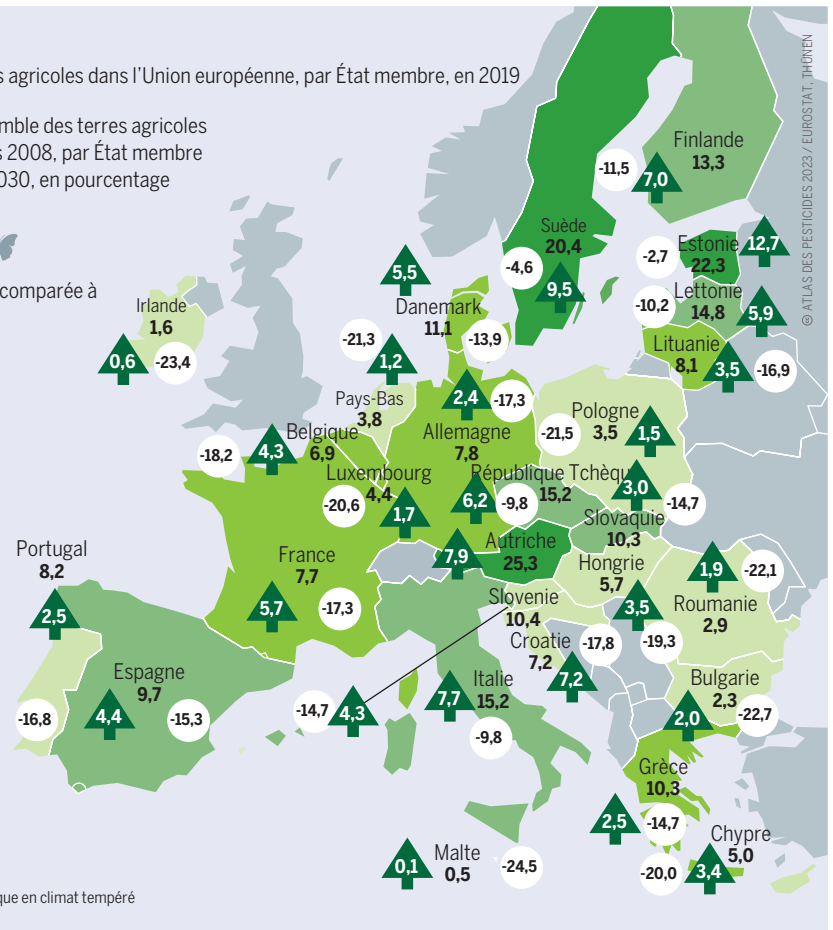 s agricoles dans l'Union européenne, par État membre, en 2019
mble des terres agricoles
s 2008, par État membre
030, en pourcentage
comparée à
© ATLAS DES PESTICIDES 2023 / EUROSTAT, THÜNEN
Finlande
13,3
-11,5
7,0
Suède
20,4
-4,6
9,5
Estonie
22,3
-2,7
12,7
Lettonie
14,8
-10,2
5,9
Lituanie
8,1
3,5
-16,9
5,5
Danemark
11,1
-13,9
Irlande
1,6
0,6
-23,4
-21,3
1,2
Pays-Bas
3,8
2,4
-17,3
Allemagne
7,8
Pologne
3,5
-21,5
1,5
Belgique
6,9
-18,2
4,3
Luxembourg
4,4
-20,6
1,7
République Tchèqu
15,2
6,2
-9,8
3,0
-14,7
Slovaquie
10,3
Autriche
25,3
7,9
Hongrie
5,7
3,5
-19,3
France
7,7
5,7
-17,3
Portugal
8,2
2,5
-16,8
Espagne
9,7
4,4
-15,3
Slovenie
10,4
-14,7
4,3
Croatie
7,2
-17,8
7,2
Italie
15,2
7,7
-9,8
1,9
-22,1
Roumanie
2,9
Bulgarie
2,3
2,0
-22,7
Grèce
10,3
2,5
-14,7
Chypre
5,0
-20,0
3,4
Malte
0,5
0,1
-24,5
que en climat tempéré